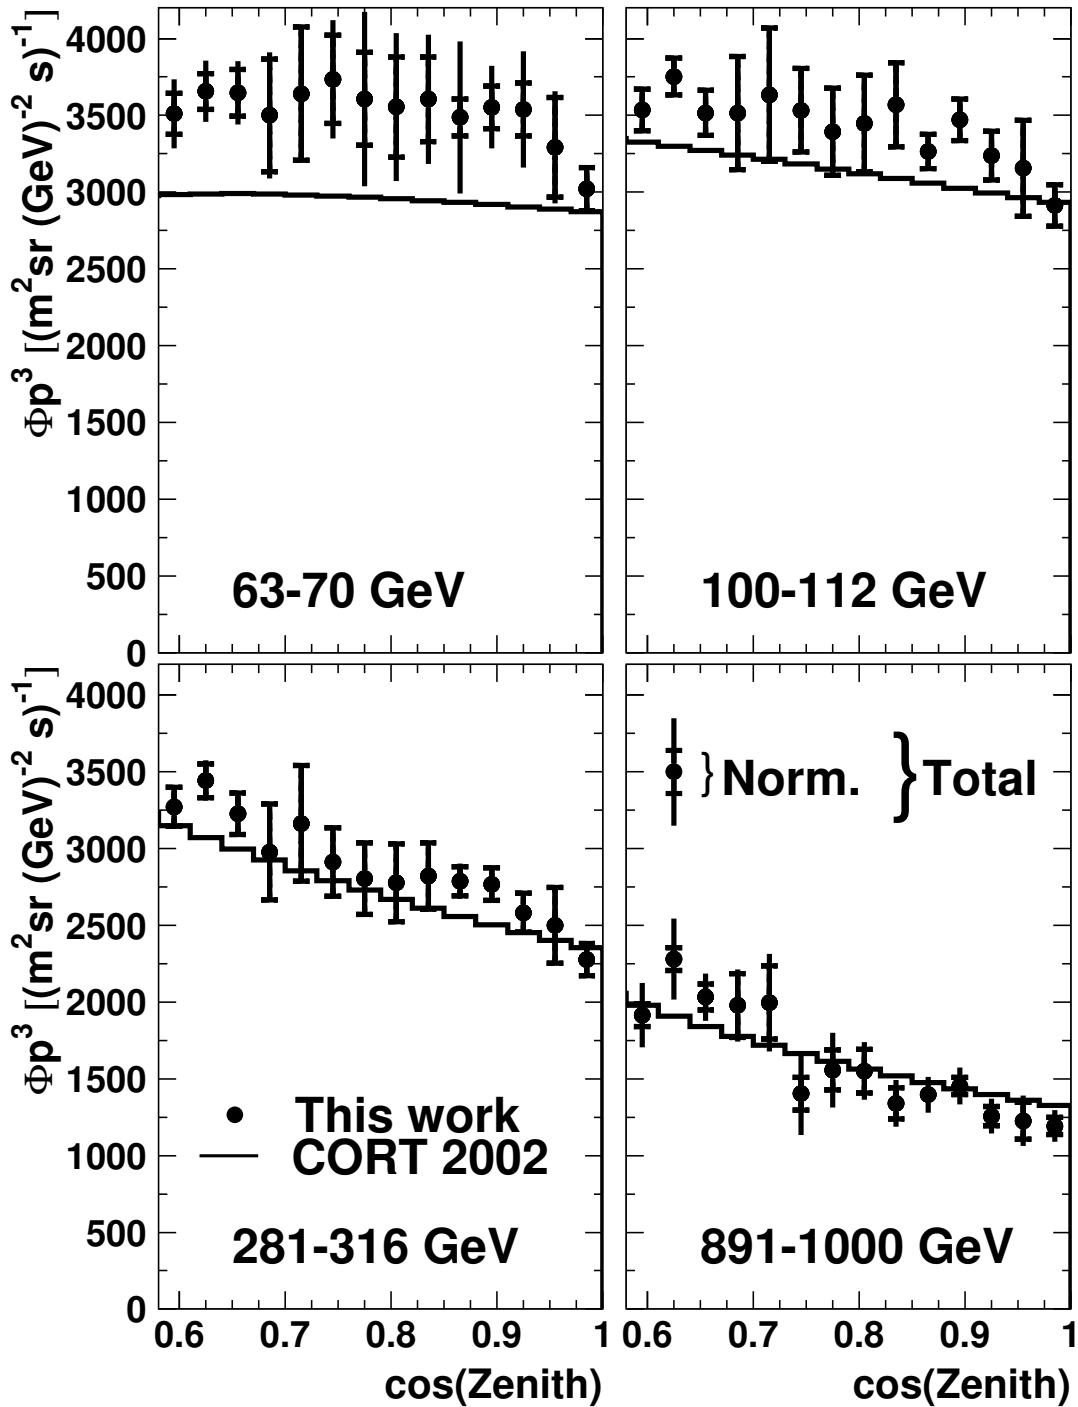 Φp³ [(m²sr (GeV)⁻² s)⁻¹]
4000
3500
3000
2500
2000
1500
1000
500
0
63-70 GeV
100-112 GeV
Φp³ [(m²sr (GeV)⁻² s)⁻¹]
4000
3500
3000
2500
2000
1500
1000
500
0
This work
CORT 2002
281-316 GeV
} Norm. } Total
891-1000 GeV
0.6 0.7 0.8 0.9 1
0.6 0.7 0.8 0.9 1
cos(Zenith)
cos(Zenith)